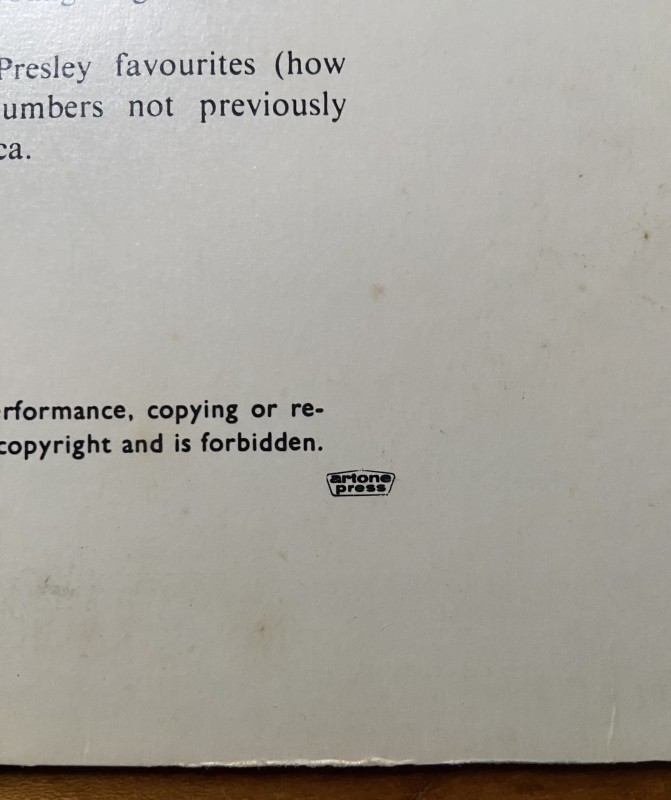 Presley favourites (how
umbers not previously
ca.
rformance, copying or re-
copyright and is forbidden.
artone
press